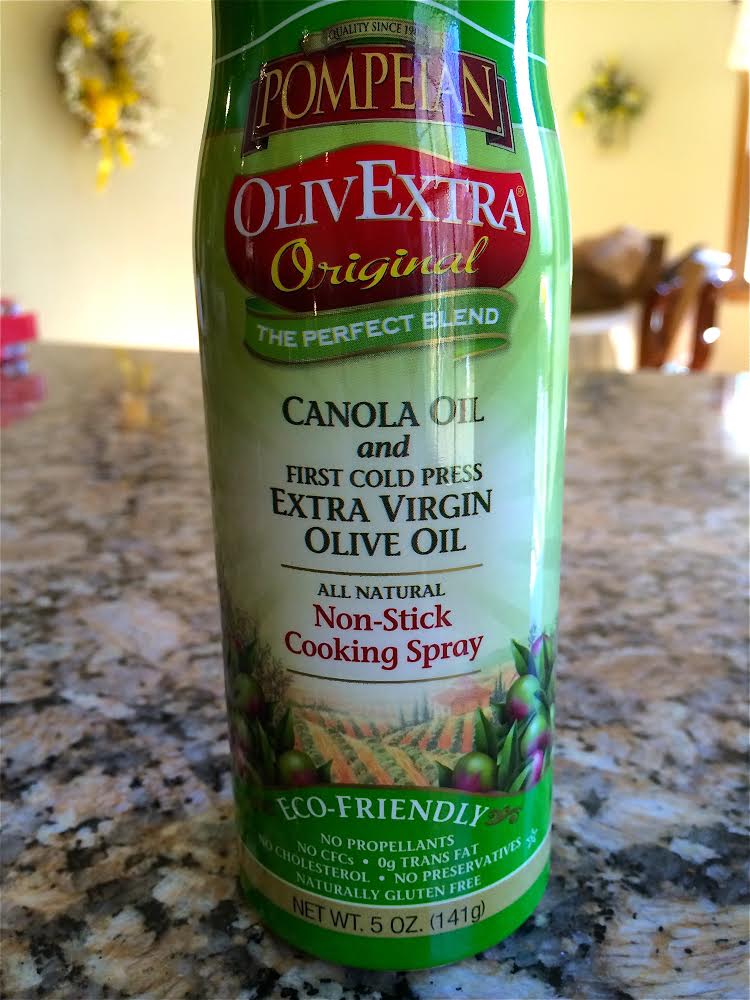 QUALITY SINCE 19
POMPEIAN
OLIVEXTRA®
Original
THE PERFECT BLEND
CANOLA OIL
and
FIRST COLD PRESS
EXTRA VIRGIN
OLIVE OIL
ALL NATURAL
Non-Stick
Cooking Spray
ECO-FRIENDLY
NO PROPELLANTS
NO CFCs • 0g TRANS FAT
NO CHOLESTEROL • NO PRESERVATIVES
NATURALLY GLUTEN FREE
NET WT. 5 OZ. (141g)